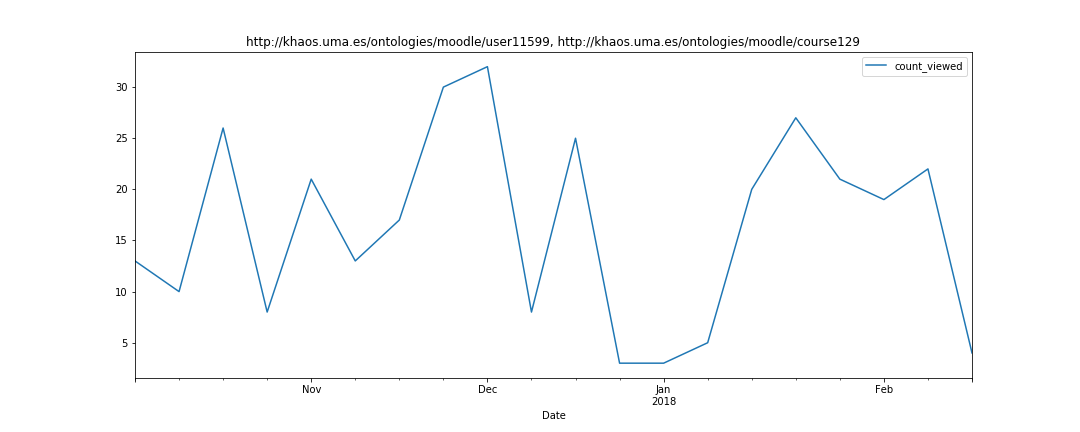 http://khaos.uma.es/ontologies/moodle/user11599, http://khaos.uma.es/ontologies/moodle/course129
count_viewed
30
25
20
15
10
5
Nov
Dec
Jan
2018
Feb
Date